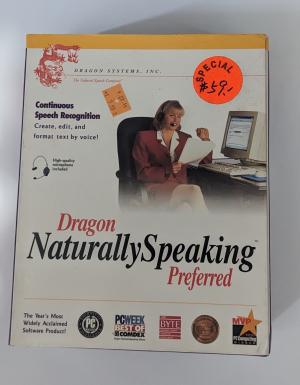 DRAGON SYSTEMS, INC.
The Natural Speech Company
SPECIAL
$59.-
Continuous
Speech Recognition
Create, edit, and
format text by voice!
High-quality
microphone
included
Dragon
NaturallySpeaking™
Preferred
The Year's Most
Widely Acclaimed
Software Product!
PC
PCWEEK
BEST OF
COMDEX
BYTE
MVP